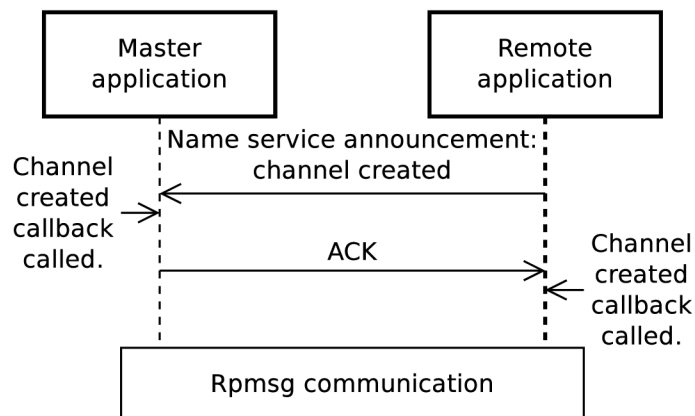 Master
application
Remote
application
Name service announcement:
channel created
Channel
created
callback
called.
ACK
Channel
created
callback
called.
Rpmsg communication